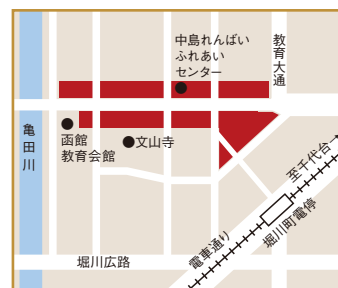 中島れんばい
ふれあい
センター
教育大通
亀田川
函館
教育会館
文山寺
至千代台
堀川町電停
電車通り
堀川広路